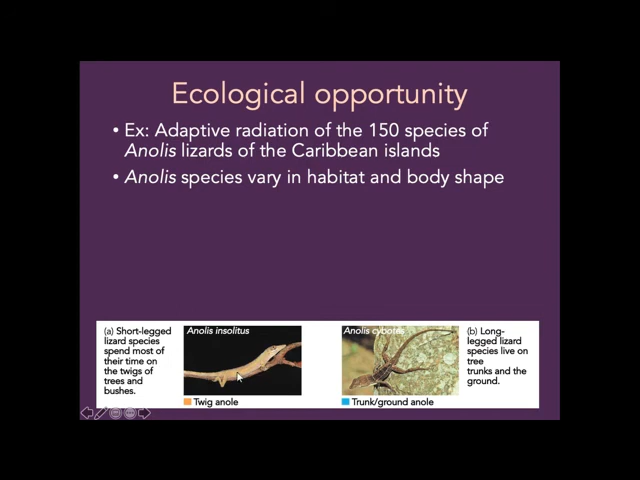 Ecological opportunity
• Ex: Adaptive radiation of the 150 species of
Anolis lizards of the Caribbean islands
• Anolis species vary in habitat and body shape
(a) Short-legged
lizard species
spend most of
their time on
the twigs of
trees and
bushes.
Anolis insolitus
Twig anole
Anolis cybotes
Trunk/ground anole
(b) Long-
legged lizard
species live on
tree
trunks and the
ground.